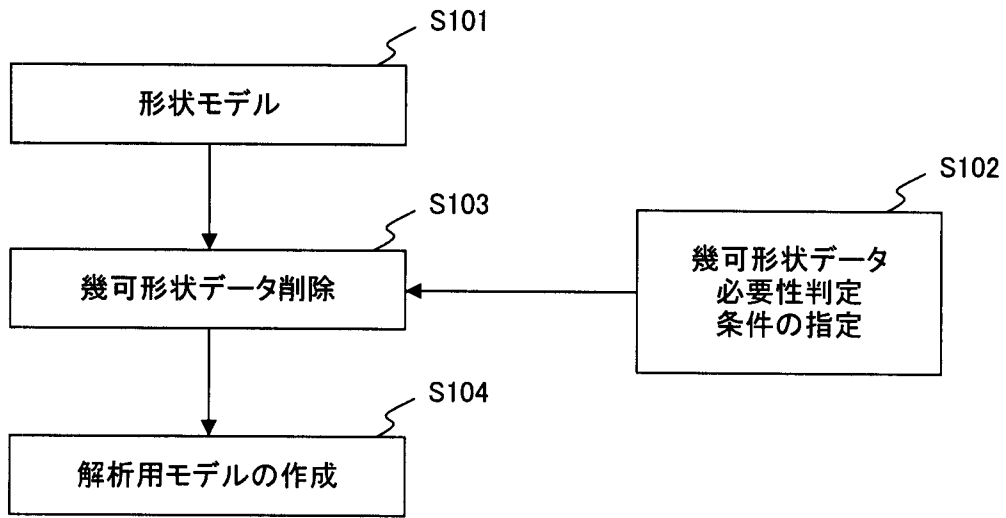 S101
形状モデル
S102
S103
幾可形状データ削除
幾可形状データ
必要性判定
条件の指定
S104
解析用モデルの作成